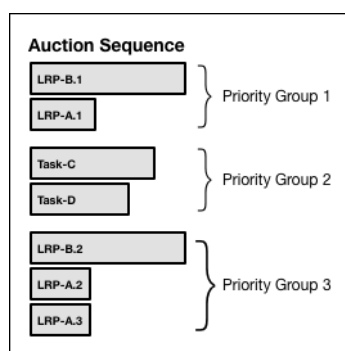 Auction Sequence
LRP-B.1
LRP-A.1
Priority Group 1
Task-C
Task-D
Priority Group 2
LRP-B.2
LRP-A.2
LRP-A.3
Priority Group 3